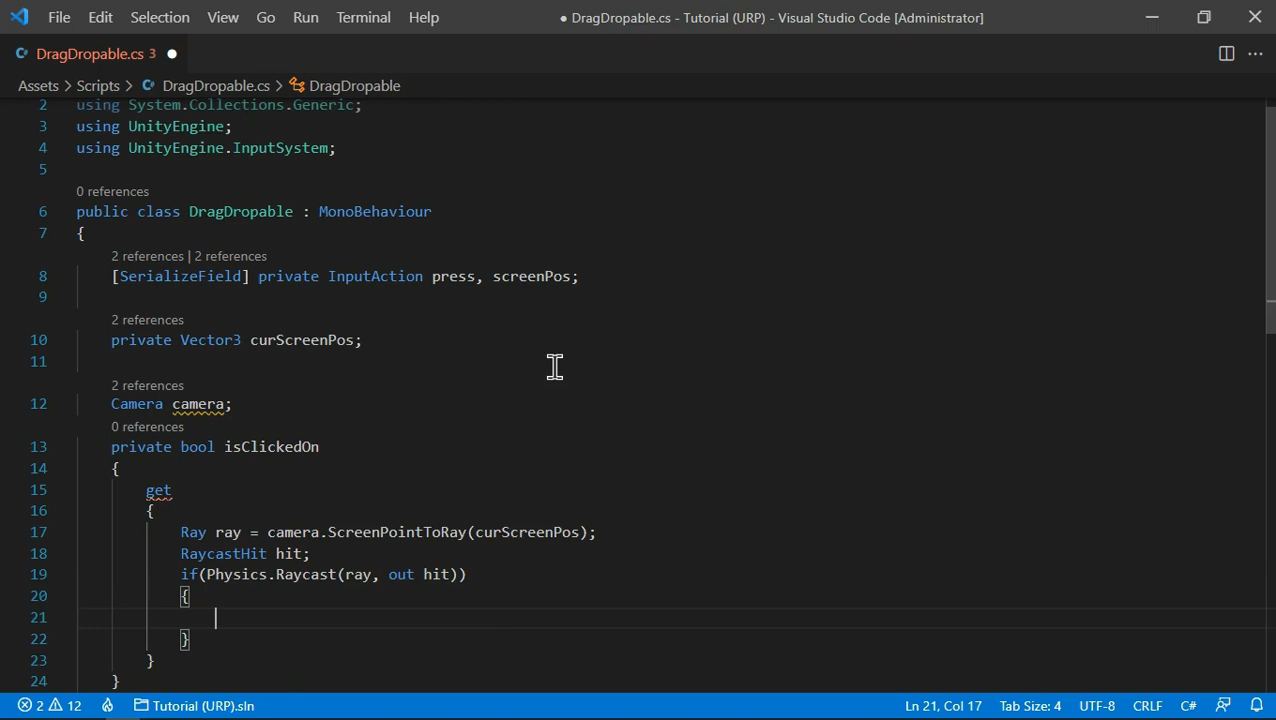 File Edit Selection View Go Run Terminal Help ● DragDropable.cs - Tutorial (URP) - Visual Studio Code [Administrator]
DragDropable.cs 3 ●
Assets > Scripts > DragDropable.cs > DragDropable
2 using System.Collections.Generic;
3 using UnityEngine;
4 using UnityEngine.InputSystem;
5
0 references
6 public class DragDropable : MonoBehaviour
7 {
2 references | 2 references
8 [SerializeField] private InputAction press, screenPos;
9
2 references
10 private Vector3 curScreenPos;
11
2 references
12 Camera camera;
0 references
13 private bool isClickedOn
14 {
15 get
16 {
17 Ray ray = camera.ScreenPointToRay(curScreenPos);
18 RaycastHit hit;
19 if(Physics.Raycast(ray, out hit))
20 {
21
22 }
23 }
24 }
2 12 Tutorial (URP).sln Ln 21, Col 17 Tab Size: 4 UTF-8 CRLF C#